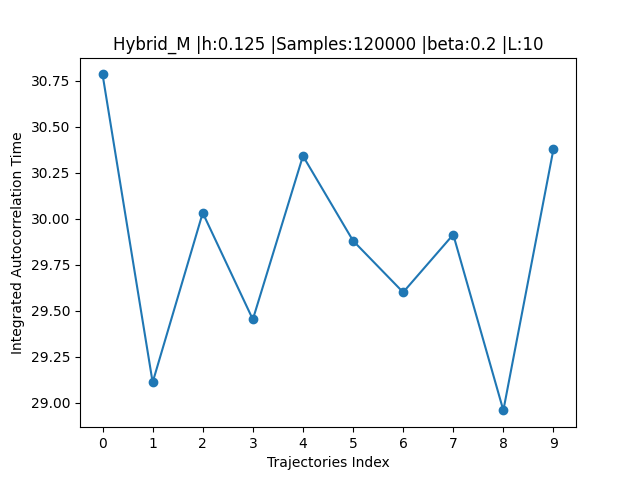 Hybrid_M |h:0.125 |Samples:120000 |beta:0.2 |L:10
Integrated Autocorrelation Time
30.75
30.50
30.25
30.00
29.75
29.50
29.25
29.00
0 1 2 3 4 5 6 7 8 9
Trajectories Index